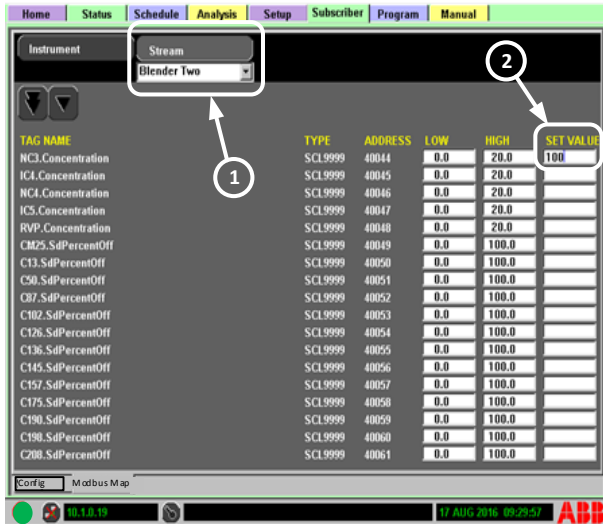 Home Status Schedule Analysis Setup Subscriber Program Manual
Instrument Stream
Blender Two
2
1
TAG NAME TYPE ADDRESS LOW HIGH SET VALUE
NC3.Concentration SCL9999 40044 0.0 20.0 100
IC4.Concentration SCL9999 40045 0.0 20.0
NC4.Concentration SCL9999 40046 0.0 20.0
IC5.Concentration SCL9999 40047 0.0 20.0
RVP.Concentration SCL9999 40048 0.0 20.0
CM25.SdPercentOff SCL9999 40049 0.0 100.0
C13.SdPercentOff SCL9999 40050 0.0 100.0
C50.SdPercentOff SCL9999 40051 0.0 100.0
C87.SdPercentOff SCL9999 40052 0.0 100.0
C102.SdPercentOff SCL9999 40053 0.0 100.0
C126.SdPercentOff SCL9999 40054 0.0 100.0
C136.SdPercentOff SCL9999 40055 0.0 100.0
C145.SdPercentOff SCL9999 40056 0.0 100.0
C157.SdPercentOff SCL9999 40057 0.0 100.0
C175.SdPercentOff SCL9999 40058 0.0 100.0
C190.SdPercentOff SCL9999 40059 0.0 100.0
C198.SdPercentOff SCL9999 40060 0.0 100.0
C208.SdPercentOff SCL9999 40061 0.0 100.0
Config Modbus Map
10.1.0.19 17 AUG 2016 09:29:57 ABB